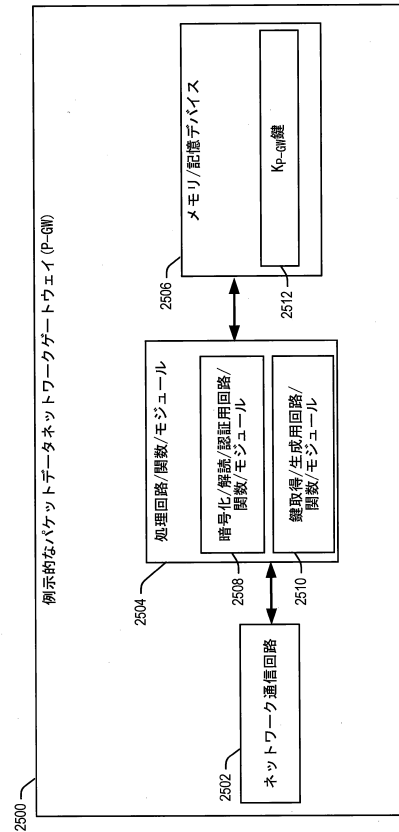 2500
例示的なパケットデータネットワークゲートウェイ(P-GW)
2502
ネットワーク通信回路
2504
処理回路/関数/モジュール
暗号化/解読/認証用回路/
関数/モジュール
2508
鍵取得/生成用回路/
関数/モジュール
2510
2506
メモリ/記憶デバイス
KP-GW鍵
2512